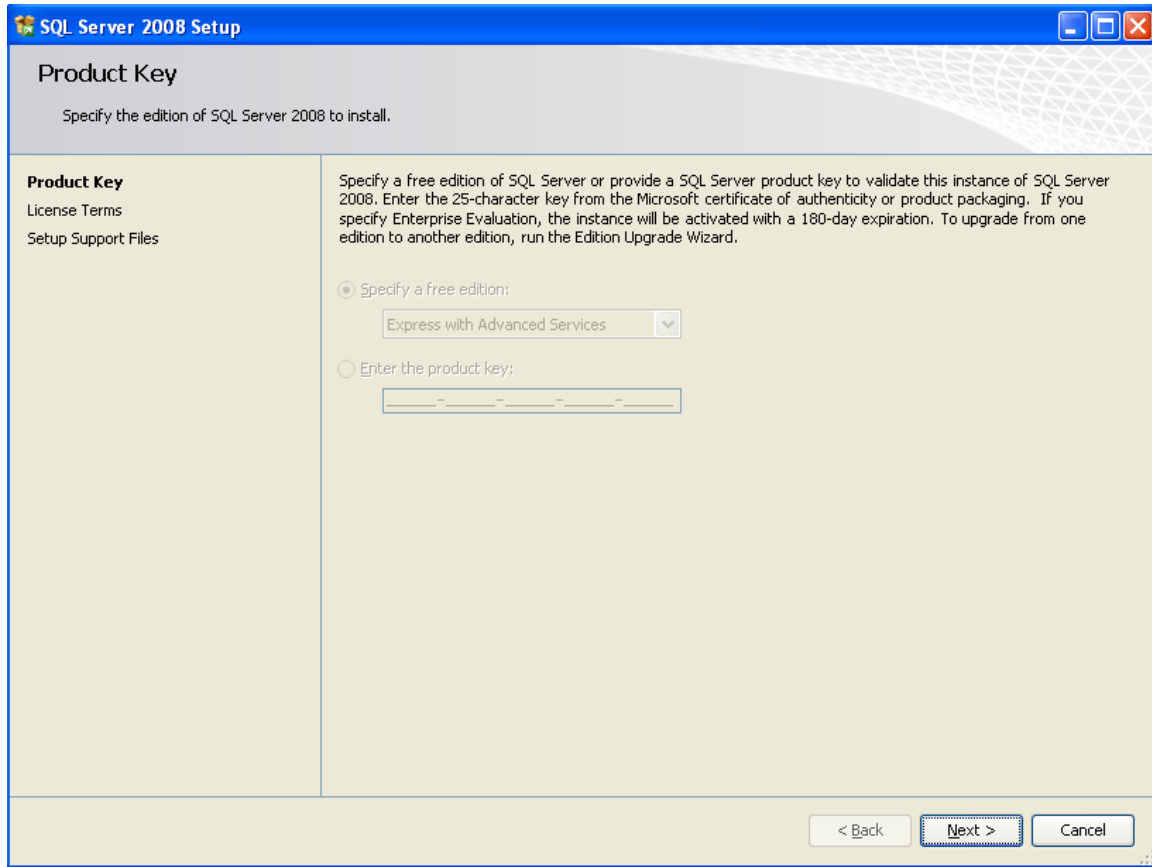 SQL Server 2008 Setup
Product Key
Specify the edition of SQL Server 2008 to install.
Product Key
License Terms
Setup Support Files
Specify a free edition of SQL Server or provide a SQL Server product key to validate this instance of SQL Server
2008. Enter the 25-character key from the Microsoft certificate of authenticity or product packaging.  If you
specify Enterprise Evaluation, the instance will be activated with a 180-day expiration. To upgrade from one
edition to another edition, run the Edition Upgrade Wizard.
Specify a free edition:
Express with Advanced Services
Enter the product key:
_____-_____-_____-_____-_____
< Back
Next >
Cancel